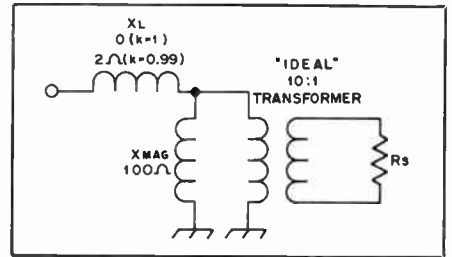 XL
0 (k=1)
2Ω(k=0.99)
"IDEAL"
10:1
TRANSFORMER
XMAG
100Ω
Rs